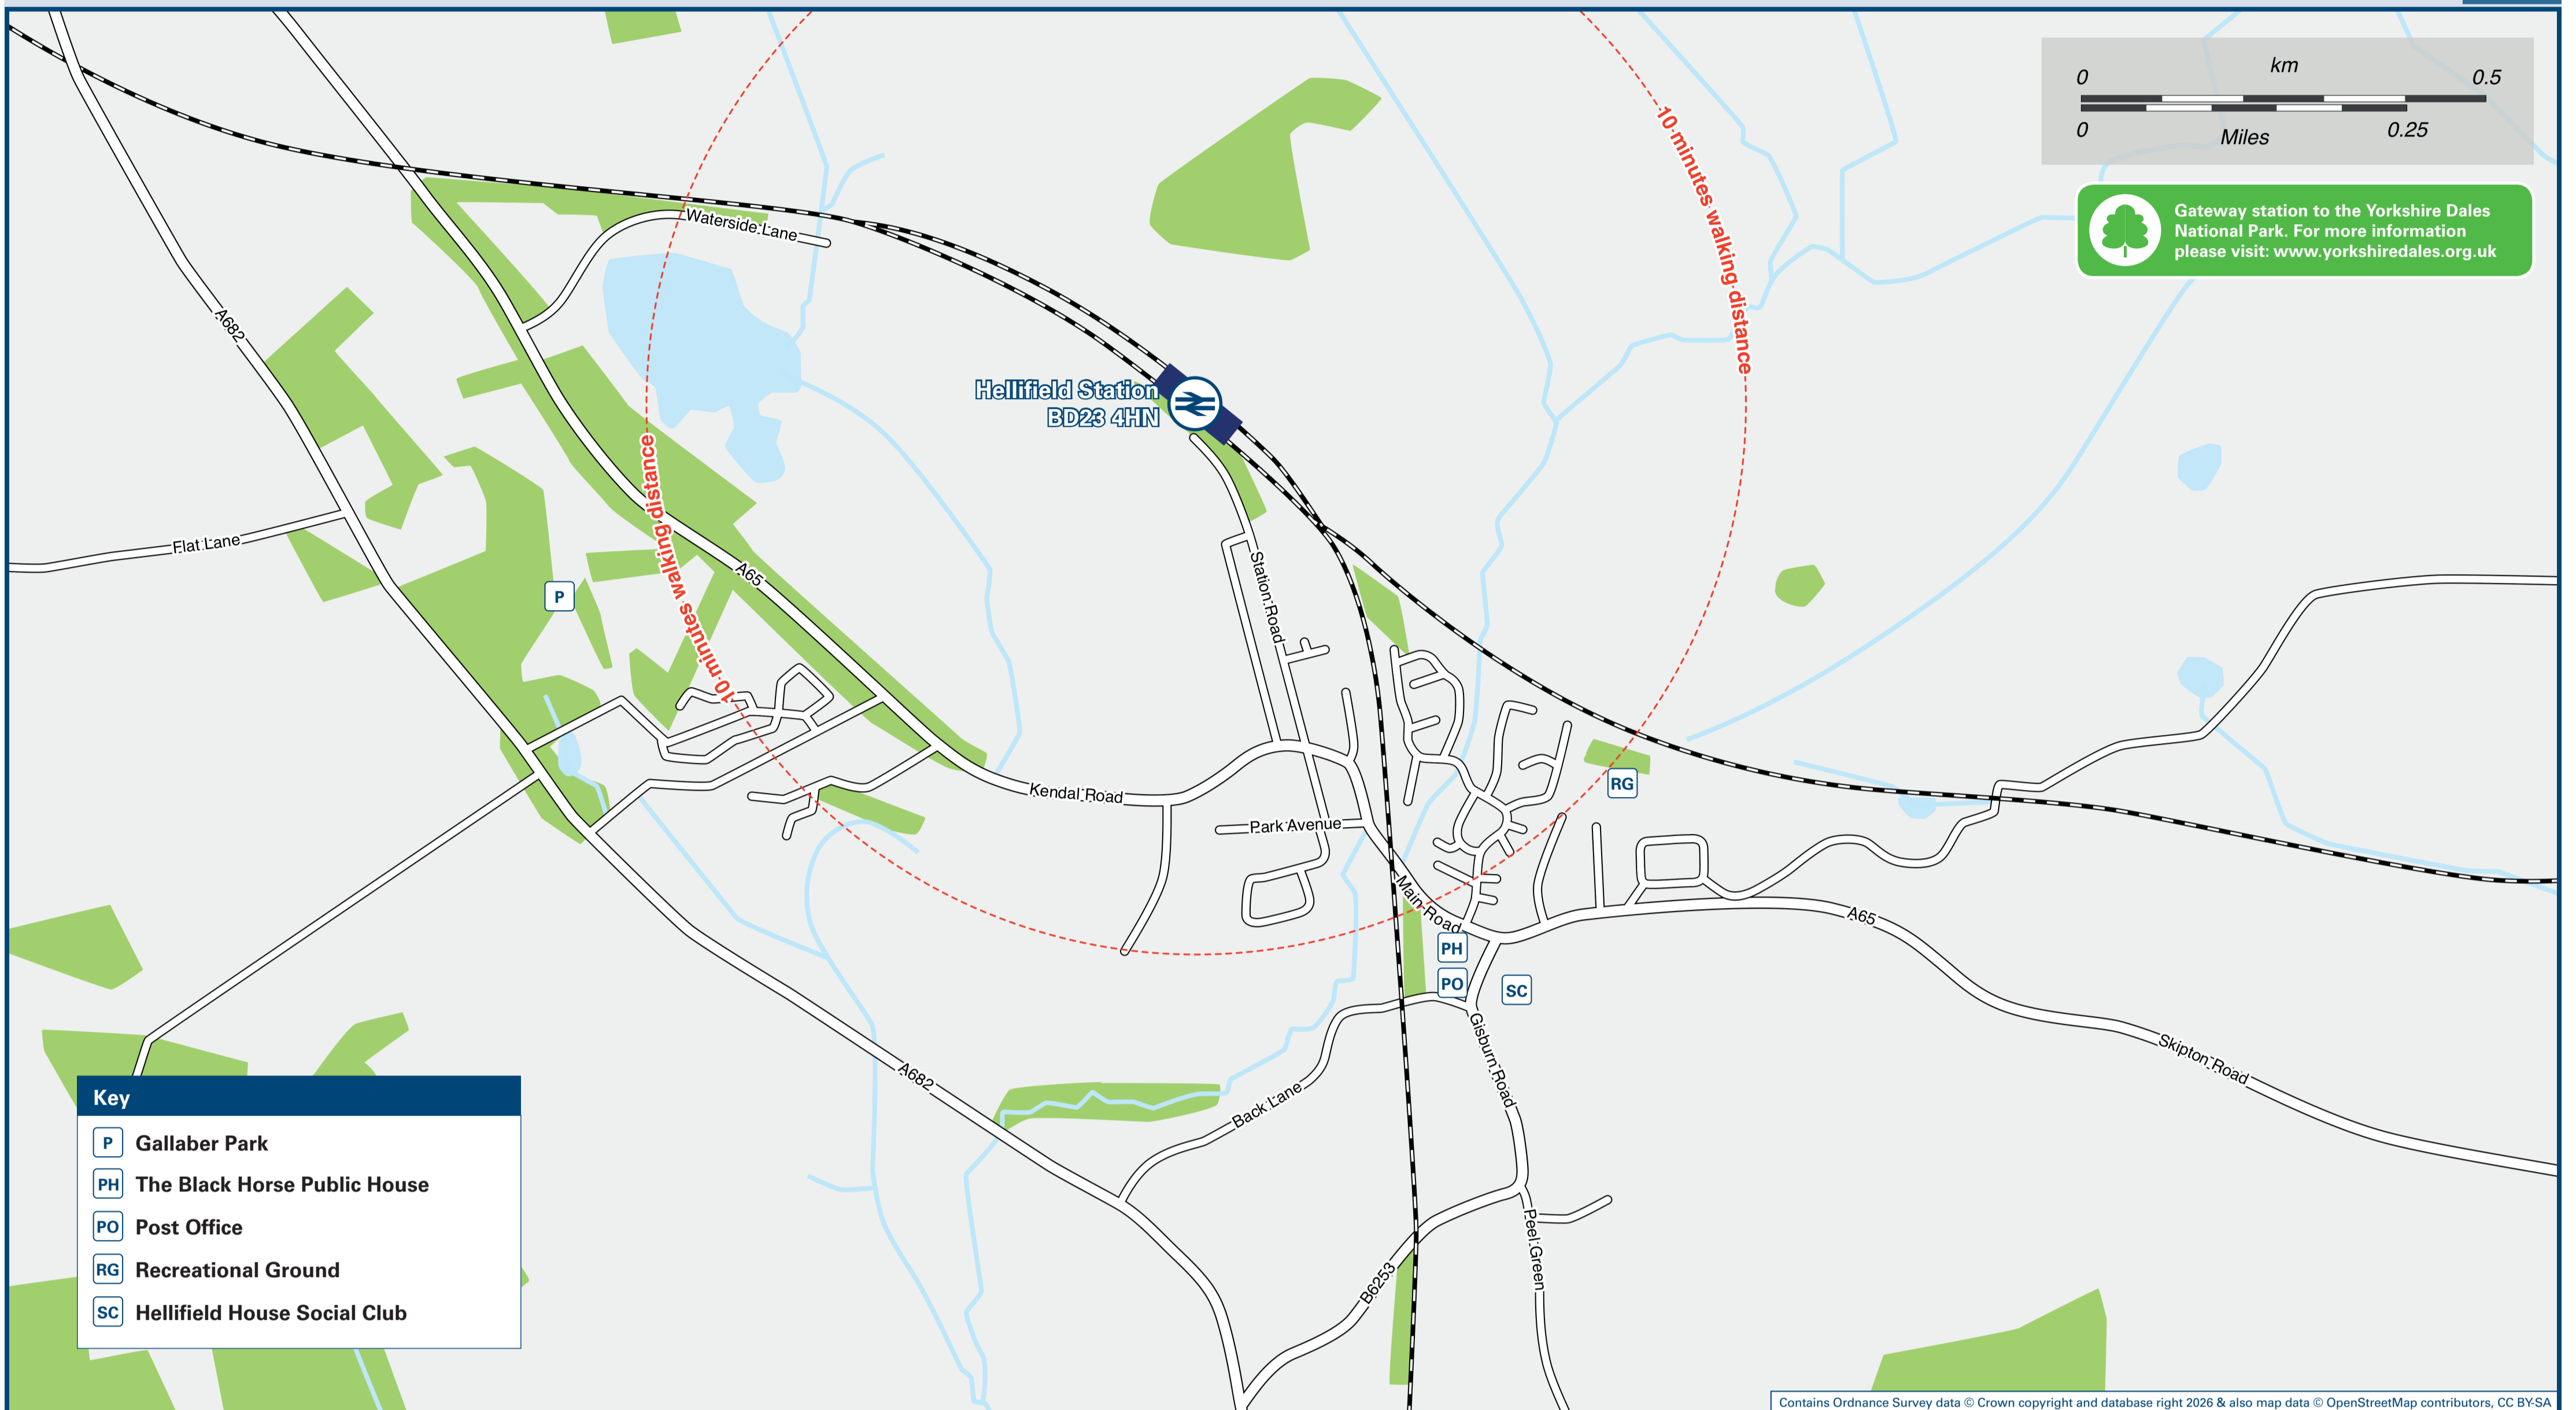 km
0 0.5
0 0.25
Miles
10 minutes walking distance
Gateway station to the Yorkshire Dales
National Park. For more information
please visit: www.yorkshiredales.org.uk
Waterside Lane
A682
Hellifield Station
BD23 4HN
10 minutes walking distance
Flat Lane
A65
P
Station Road
Kendal Road
RG
Park Avenue
Main Road
A65
PH
PO
SC
Gisburn Road
Skipton Road
A682
Back Lane
Peel Green
B6253
Key
P Gallaber Park
PH The Black Horse Public House
PO Post Office
RG Recreational Ground
SC Hellifield House Social Club
Contains Ordnance Survey data © Crown copyright and database right 2026 & also map data © OpenStreetMap contributors, CC BY-SA